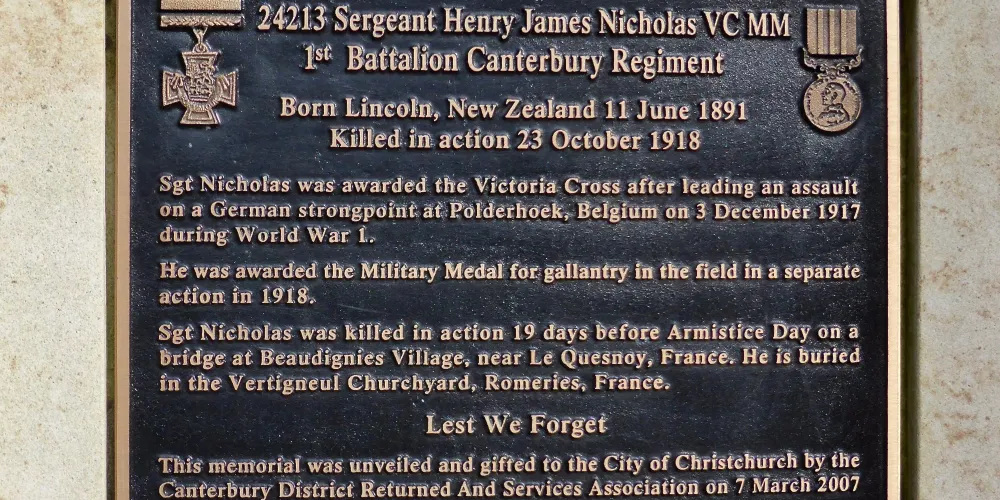 24213 Sergeant Henry James Nicholas VC MM
1st Battalion Canterbury Regiment
Born Lincoln, New Zealand 11 June 1891
Killed in action 23 October 1918
Sgt Nicholas was awarded the Victoria Cross after leading an assault
on a German strongpoint at Polderhoek, Belgium on 3 December 1917
during World War 1.
He was awarded the Military Medal for gallantry in the field in a separate
action in 1918.
Sgt Nicholas was killed in action 19 days before Armistice Day on a
bridge at Beaudignies Village, near Le Quesnoy, France. He is buried
in the Vertigneul Churchyard, Romeries, France.
Lest We Forget
This memorial was unveiled and gifted to the City of Christchurch by the
Canterbury District Returned And Services Association on 7 March 2007